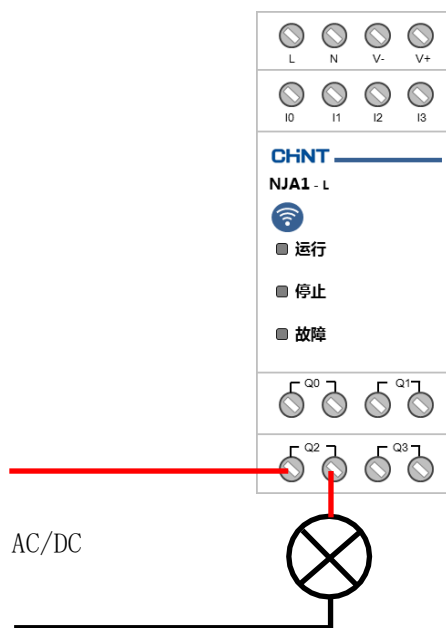 L N V- V+
I0 I1 I2 I3
CHNT
NJA1 - L
运行
停止
故障
Q0 Q1
Q2 Q3
AC/DC